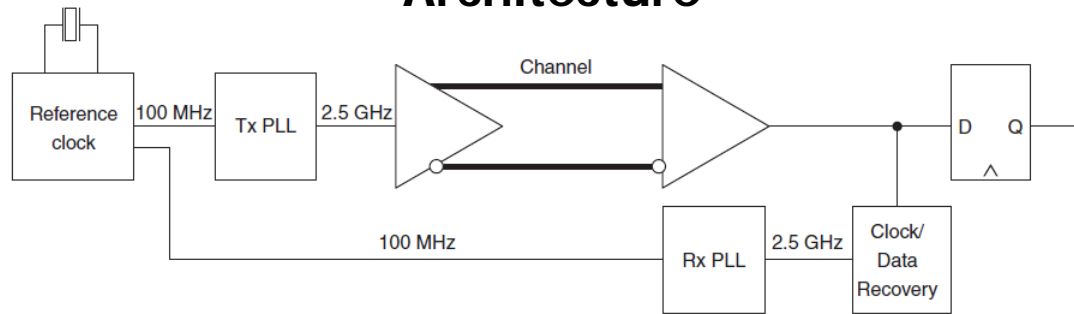 Architecture
Channel
Reference
clock
100 MHz
Tx PLL
2.5 GHz
D
Q
100 MHz
Rx PLL
2.5 GHz
Clock/
Data
Recovery